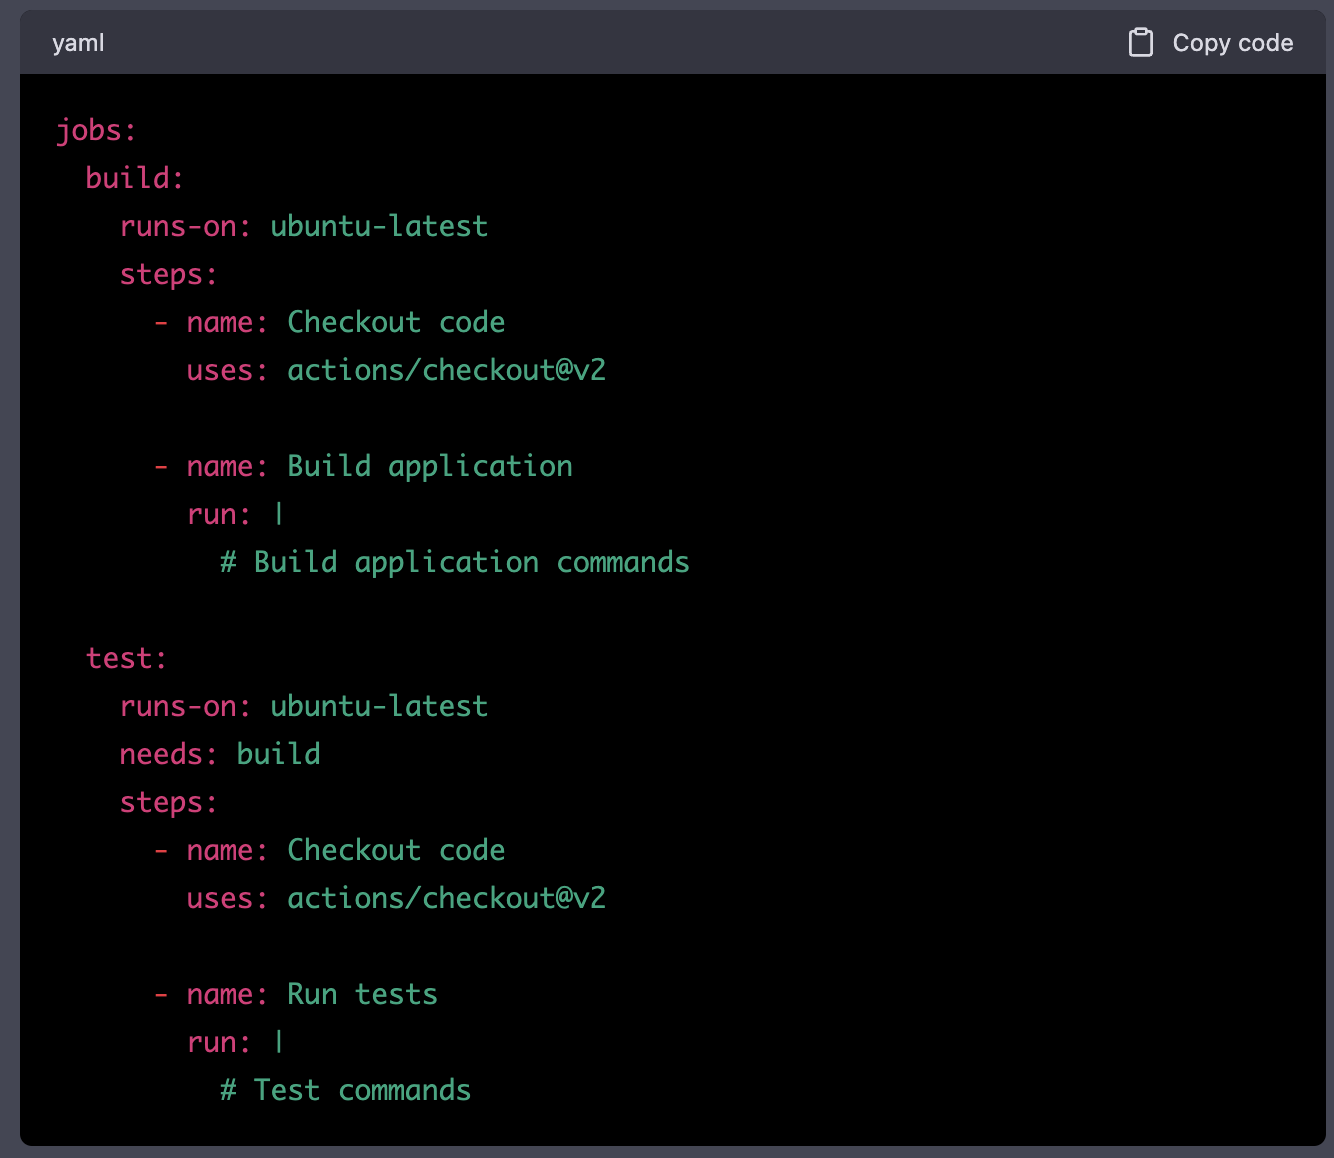 yaml
Copy code
jobs:
  build:
    runs-on: ubuntu-latest
    steps:
      - name: Checkout code
        uses: actions/checkout@v2

      - name: Build application
        run: |
          # Build application commands

  test:
    runs-on: ubuntu-latest
    needs: build
    steps:
      - name: Checkout code
        uses: actions/checkout@v2

      - name: Run tests
        run: |
          # Test commands